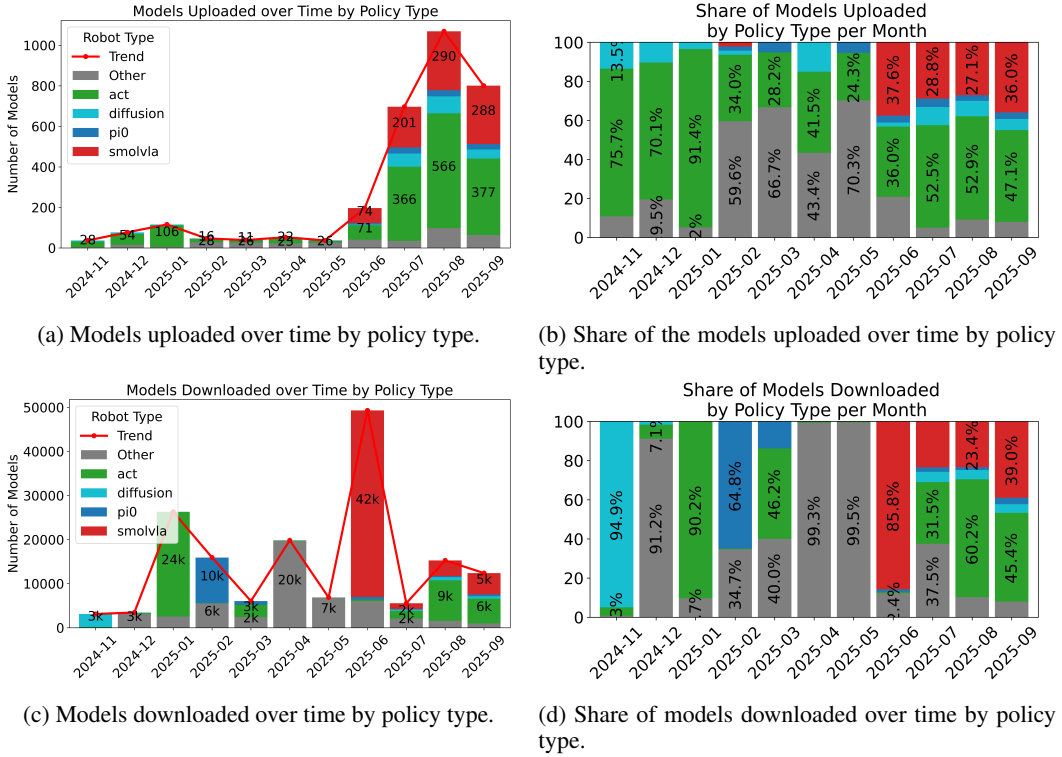 Models Uploaded over Time by Policy Type
Number of Models
1000
800
600
400
200
0
Robot Type
Trend
Other
act
diffusion
pi0
smolvla
28
54
106
16
28
11
26
22
23
26
74
71
201
366
290
566
288
377
2024-11
2024-12
2025-01
2025-02
2025-03
2025-04
2025-05
2025-06
2025-07
2025-08
2025-09
(a) Models uploaded over time by policy type.
Share of Models Uploaded
by Policy Type per Month
100
80
60
40
20
0
13.5%
75.7%
70.1%
9.5%
91.4%
34.0%
59.6%
28.2%
66.7%
41.5%
43.4%
24.3%
70.3%
37.6%
36.0%
28.8%
52.5%
27.1%
52.9%
36.0%
47.1%
2024-11
2024-12
2025-01
2025-02
2025-03
2025-04
2025-05
2025-06
2025-07
2025-08
2025-09
(b) Share of the models uploaded over time by policy
type.
Models Downloaded over Time by Policy Type
Number of Models
50000
40000
30000
20000
10000
0
Robot Type
Trend
Other
act
diffusion
pi0
smolvla
3k
3k
24k
10k
6k
3k
2k
20k
7k
42k
2k
2k
9k
5k
6k
2024-11
2024-12
2025-01
2025-02
2025-03
2025-04
2025-05
2025-06
2025-07
2025-08
2025-09
(c) Models downloaded over time by policy type.
Share of Models Downloaded
by Policy Type per Month
100
80
60
40
20
0
94.9%
7.1%
91.2%
90.2%
64.8%
34.7%
46.2%
40.0%
99.3%
99.5%
85.8%
31.5%
37.5%
23.4%
60.2%
39.0%
45.4%
2024-11
2024-12
2025-01
2025-02
2025-03
2025-04
2025-05
2025-06
2025-07
2025-08
2025-09
(d) Share of models downloaded over time by policy
type.